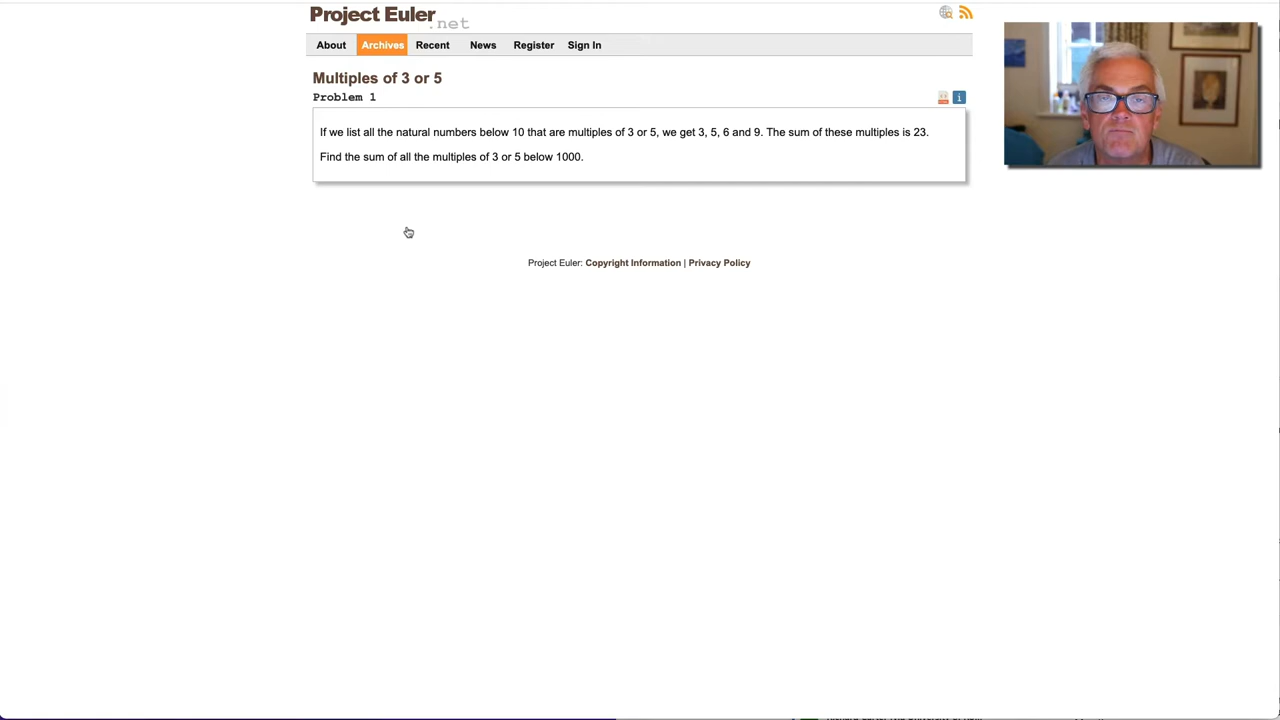 Project Euler
.net
About Archives Recent News Register Sign In
Multiples of 3 or 5
Problem 1
If we list all the natural numbers below 10 that are multiples of 3 or 5, we get 3, 5, 6 and 9. The sum of these multiples is 23.
Find the sum of all the multiples of 3 or 5 below 1000.
Project Euler: Copyright Information | Privacy Policy